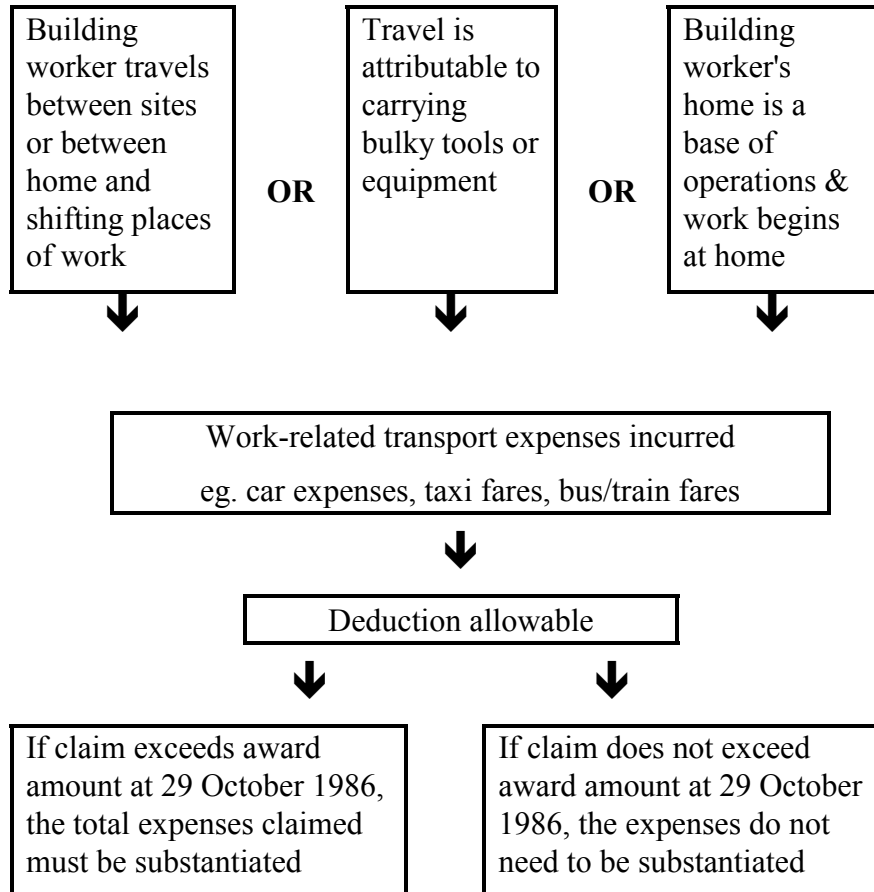 Building
worker travels
between sites
or between
home and
shifting places
of work
OR
Travel is
attributable to
carrying
bulky tools or
equipment
OR
Building
worker's
home is a
base of
operations &
work begins
at home
Work-related transport expenses incurred
eg. car expenses, taxi fares, bus/train fares
Deduction allowable
If claim exceeds award
amount at 29 October 1986,
the total expenses claimed
must be substantiated
If claim does not exceed
award amount at 29 October
1986, the expenses do not
need to be substantiated